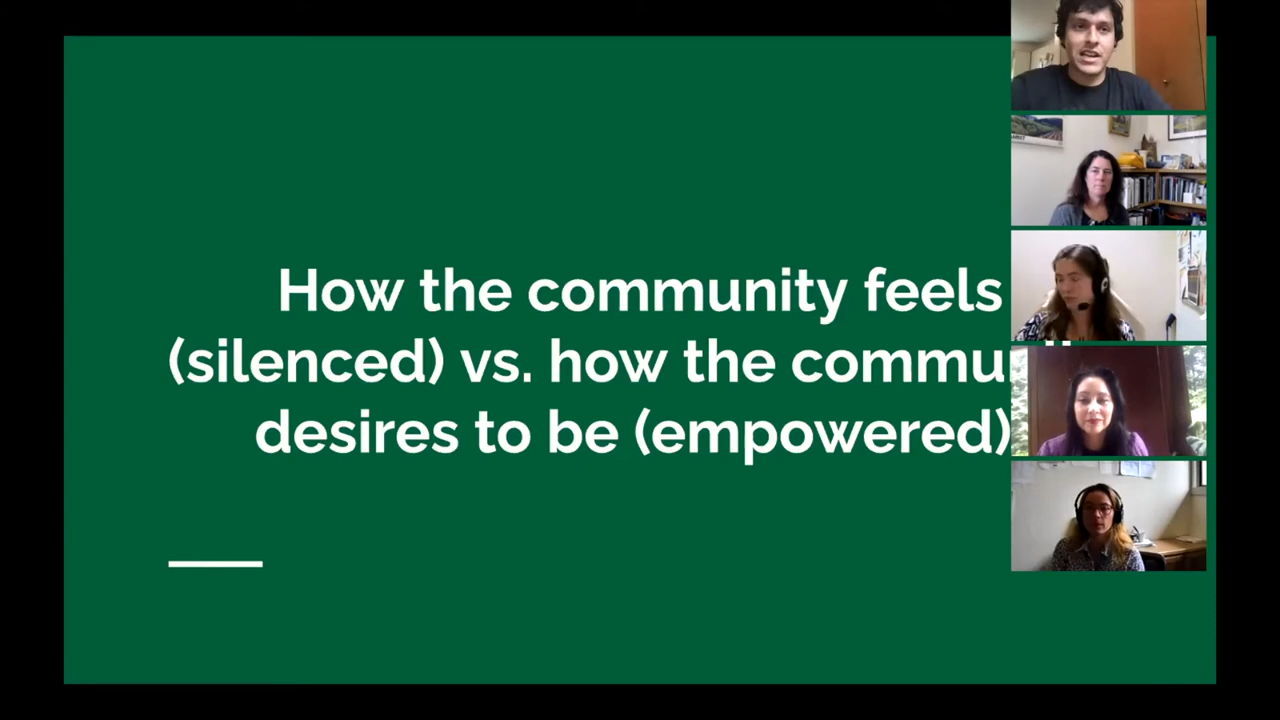 How the community feels
(silenced) vs. how the commu
desires to be (empowered)